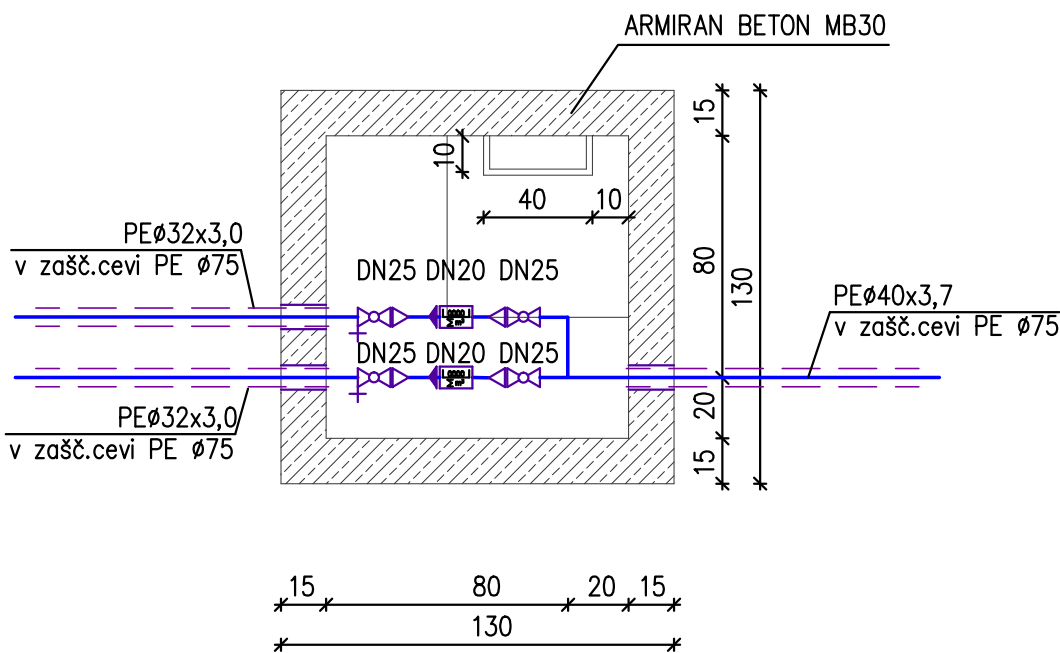 ARMIRAN BETON MB30
15
10
40
10
PEØ32x3,0
v zašč.cevi PE Ø75
80
130
DN25 DN20 DN25
PEØ40x3,7
v zašč.cevi PE Ø75
DN25 DN20 DN25
PEØ32x3,0
v zašč.cevi PE Ø75
20
15
15 80 20 15
130